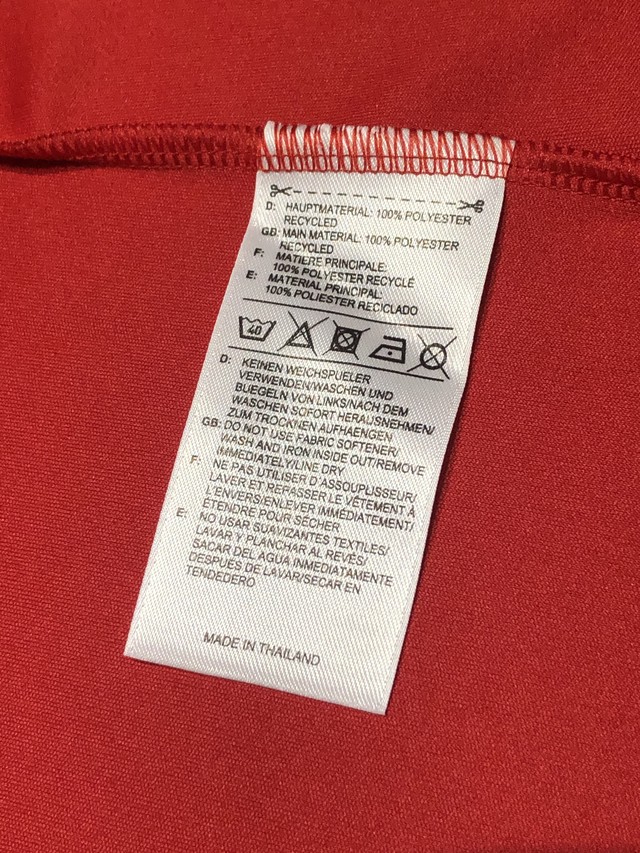 D: HAUPTMATERIAL: 100% POLYESTER
RECYCLED
GB: MAIN MATERIAL: 100% POLYESTER
RECYCLED
F: MATIERE PRINCIPALE:
100% POLYESTER RECYCLÉ
E: MATERIAL PRINCIPAL:
100% POLIESTER RECICLADO
40
D: KEINEN WEICHSPUELER
VERWENDEN/WASCHEN UND
BUEGELN VON LINKS/NACH DEM
WASCHEN SOFORT HERAUSNEHMEN/
ZUM TROCKNEN AUFHAENGEN
GB: DO NOT USE FABRIC SOFTENER/
WASH AND IRON INSIDE OUT/REMOVE
IMMEDIATELY/LINE DRY
F: NE PAS UTILISER D'ASSOUPLISSEUR/
LAVER ET REPASSER LE VÊTEMENT À
L'ENVERS/ENLEVER IMMÉDIATEMENT/
ÉTENDRE POUR SÉCHER
E: NO USAR SUAVIZANTES TEXTILES/
LAVAR Y PLANCHAR AL REVÉS/
SACAR DEL AGUA INMEDIATAMENTE
DESPUÉS DE LAVAR/SECAR EN
TENDEDERO
MADE IN THAILAND